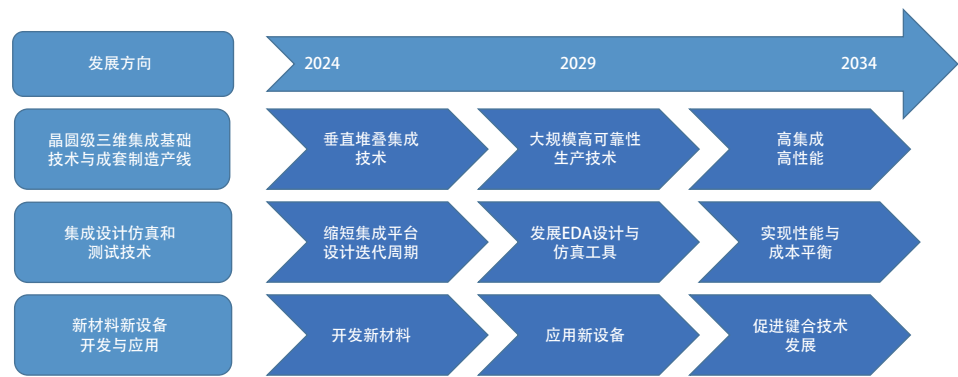 发展方向
2024
2029
2034
晶圆级三维集成基础
技术与成套制造产线
垂直堆叠集成
技术
大规模高可靠性
生产技术
高集成
高性能
集成设计仿真和
测试技术
缩短集成平台
设计迭代周期
发展EDA设计与
仿真工具
实现性能与
成本平衡
新材料新设备
开发与应用
开发新材料
应用新设备
促进键合技术
发展